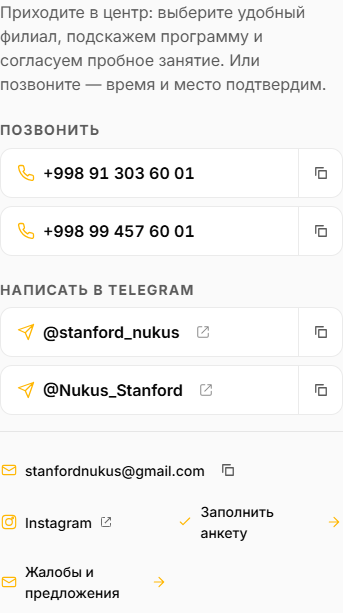 Приходите в центр: выберите удобный
филиал, подскажем программу и
согласуем пробное занятие. Или
позвоните — время и место подтвердим.
ПОЗВОНИТЬ
+998 91 303 60 01
+998 99 457 60 01
НАПИСАТЬ В TELEGRAM
@stanford_nukus
@Nukus_Stanford
stanfordnukus@gmail.com
Instagram
Заполнить
анкету
Жалобы и
предложения